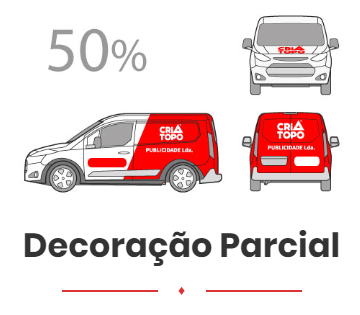 50%
CRIA
TOPO
CRIA
TOPO
PUBLICIDADE Lda.
CRIA
TOPO
PUBLICIDADE Lda.
Decoração Parcial